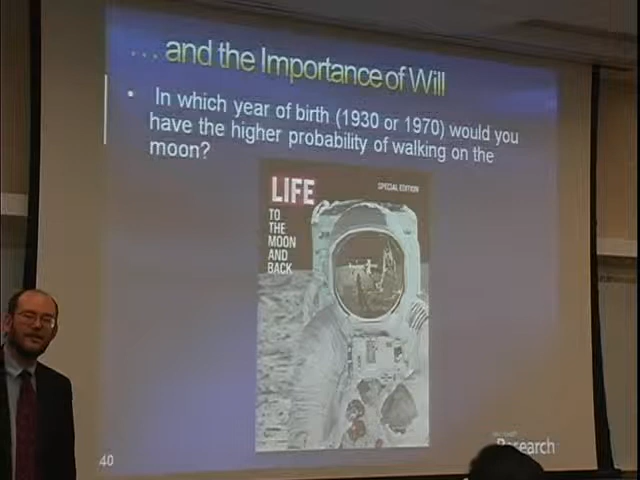 ... and the Importance of Will
• In which year of birth (1930 or 1970) would you
have the higher probability of walking on the
moon?
LIFE
SPECIAL EDITION
TO
THE
MOON
AND
BACK
40
Research